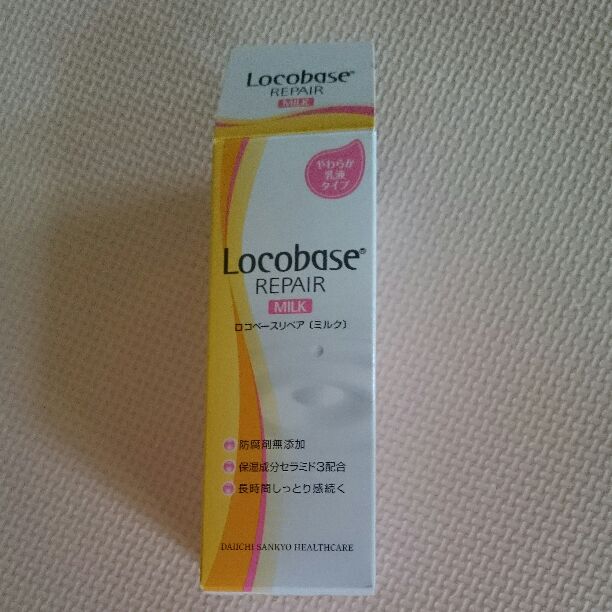 Locobase®
REPAIR
MILK
やわらか
乳液
タイプ
Locobase®
REPAIR
MILK
ロコベースリペア〔ミルク〕
防腐剤無添加
保湿成分セラミド3配合
長時間しっとり感続く
DAIICHI SANKYO HEALTHCARE